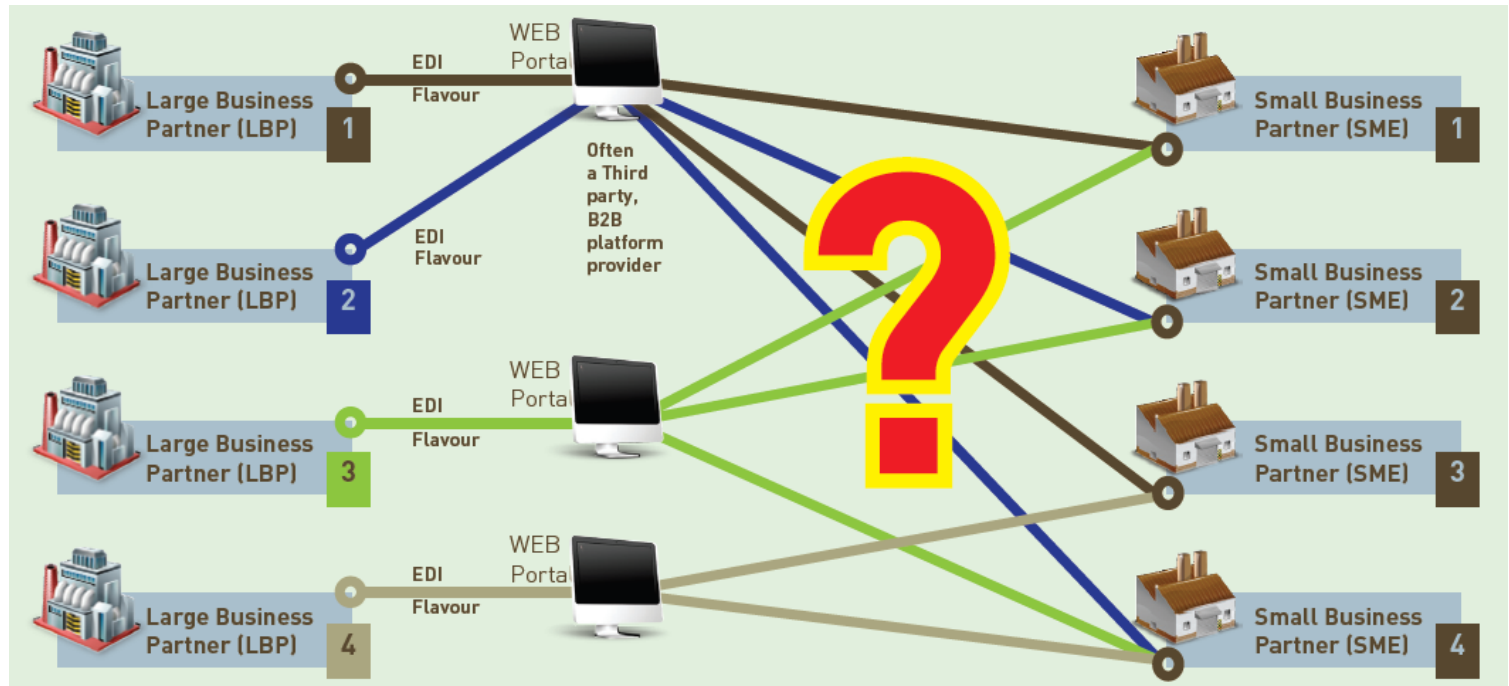 WEB
Portal
EDI
Flavour
Large Business
Partner (LBP)
1
Often
a Third
party,
B2B
platform
provider
Small Business
Partner (SME)
1
EDI
Flavour
Large Business
Partner (LBP)
2
?
Small Business
Partner (SME)
2
WEB
Portal
EDI
Flavour
Large Business
Partner (LBP)
3
Small Business
Partner (SME)
3
WEB
Portal
EDI
Flavour
Large Business
Partner (LBP)
4
Small Business
Partner (SME)
4